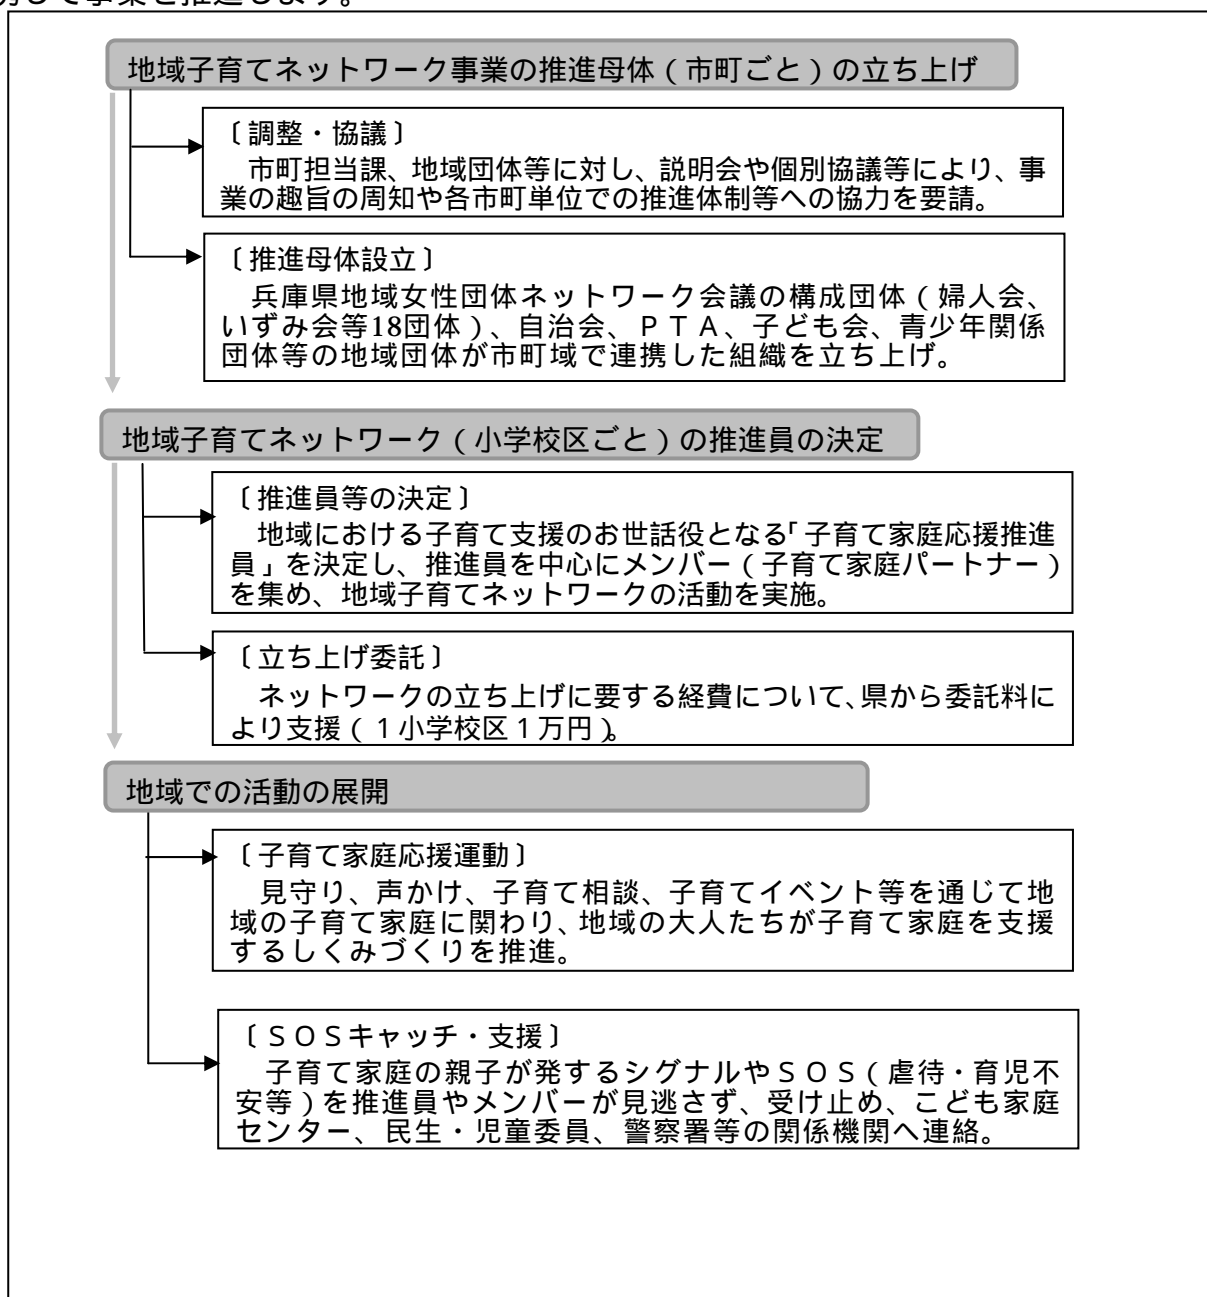 して事業を推進します。
地域子育てネットワーク事業の推進母体（市町ごと）の立ち上げ
〔調整・協議〕
市町担当課、地域団体等に対し、説明会や個別協議等により、事
業の趣旨の周知や各市町単位での推進体制等への協力を要請。
〔推進母体設立〕
兵庫県地域女性団体ネットワーク会議の構成団体（婦人会、
いずみ会等18団体）、自治会、ＰＴＡ、子ども会、青少年関係
団体等の地域団体が市町域で連携した組織を立ち上げ。
地域子育てネットワーク（小学校区ごと）の推進員の決定
〔推進員等の決定〕
地域における子育て支援のお世話役となる「子育て家庭応援推進
員」を決定し、推進員を中心にメンバー（子育て家庭パートナー）
を集め、地域子育てネットワークの活動を実施。
〔立ち上げ委託〕
ネットワークの立ち上げに要する経費について、県から委託料に
より支援（１小学校区１万円）。
地域での活動の展開
〔子育て家庭応援運動〕
見守り、声かけ、子育て相談、子育てイベント等を通じて地
域の子育て家庭に関わり、地域の大人たちが子育て家庭を支援
するしくみづくりを推進。
〔ＳＯＳキャッチ・支援〕
子育て家庭の親子が発するシグナルやＳＯＳ（虐待・育児不
安等）を推進員やメンバーが見逃さず、受け止め、こども家庭
センター、民生・児童委員、警察署等の関係機関へ連絡。